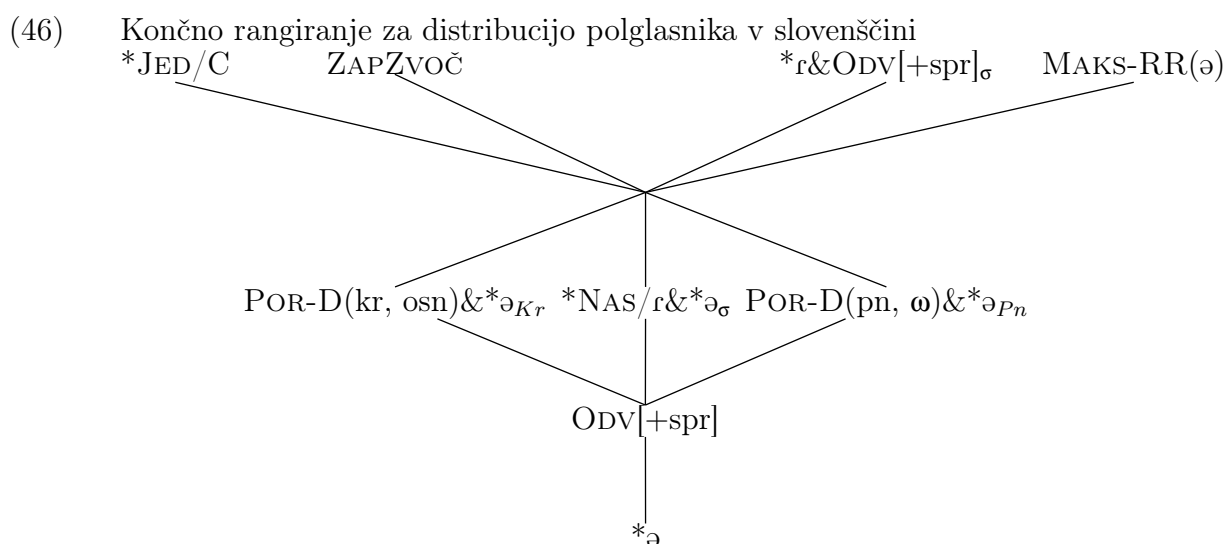 (46) Končno rangiranje za distribucijo polglasnika v slovenščini
*JED/C ZAPZVOČ *ɾ&ODV[+spr]σ MAKS-RR(ə)
POR-D(kr, osn)&*əKr *NAS/ɾ&*əσ POR-D(pn, ω)&*əPn
ODV[+spr]
*ə